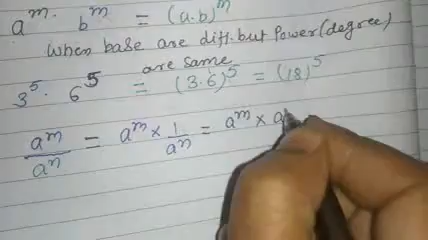 a^m · b^m = (a.b)^m
When base are diff. but Power(degree)
are same
3^5 · 6^5 = (3.6)^5 = (18)^5
a^m/a^n = a^m × 1/a^n = a^m × a